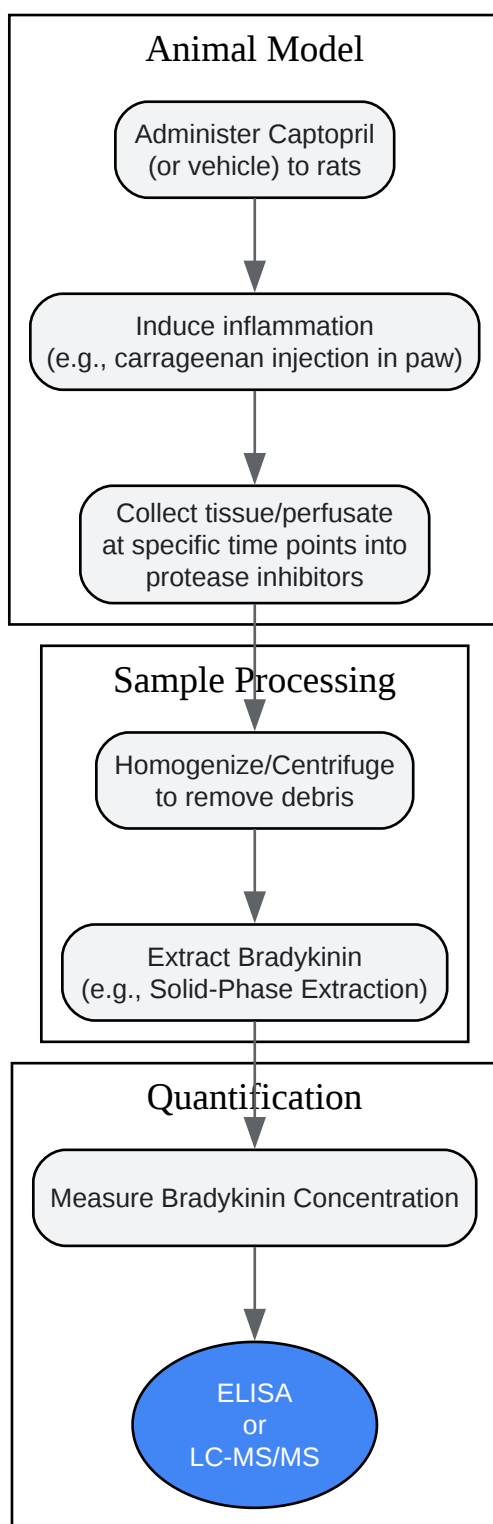 Animal Model
Administer Captopril
(or vehicle) to rats
Induce inflammation
(e.g., carrageenan injection in paw)
Collect tissue/perfusate
at specific time points into
protease inhibitors
Sample Processing
Homogenize/Centrifuge
to remove debris
Extract Bradykinin
(e.g., Solid-Phase Extraction)
Quantification
Measure Bradykinin Concentration
ELISA
or
LC-MS/MS